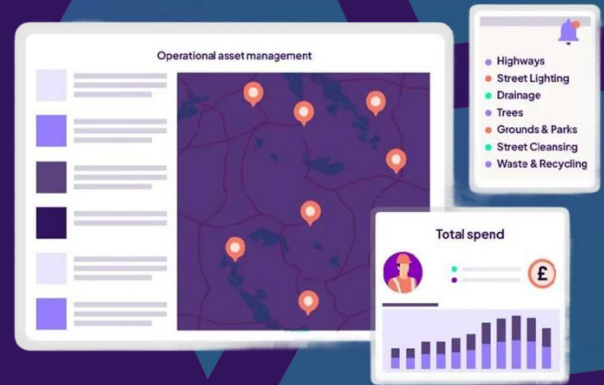 Operational asset management
Highways
Street Lighting
Drainage
Trees
Grounds & Parks
Street Cleansing
Waste & Recycling
Total spend
£